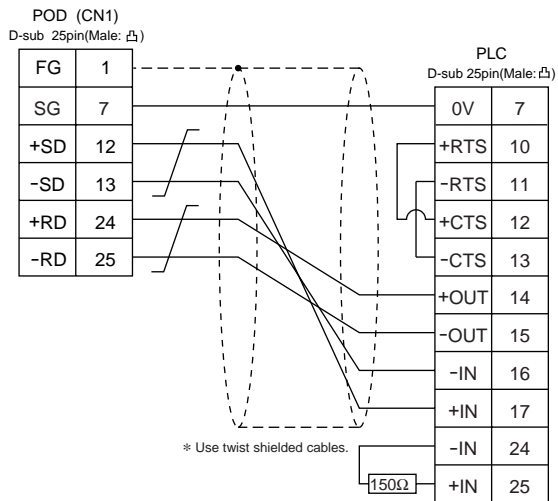 POD (CN1)
D-sub 25pin(Male: 凸)
FG 1
SG 7
+SD 12
-SD 13
+RD 24
-RD 25
PLC
D-sub 25pin(Male: 凸)
0V 7
+RTS 10
-RTS 11
+CTS 12
-CTS 13
+OUT 14
-OUT 15
-IN 16
+IN 17
-IN 24
+IN 25
150Ω
* Use twist shielded cables.